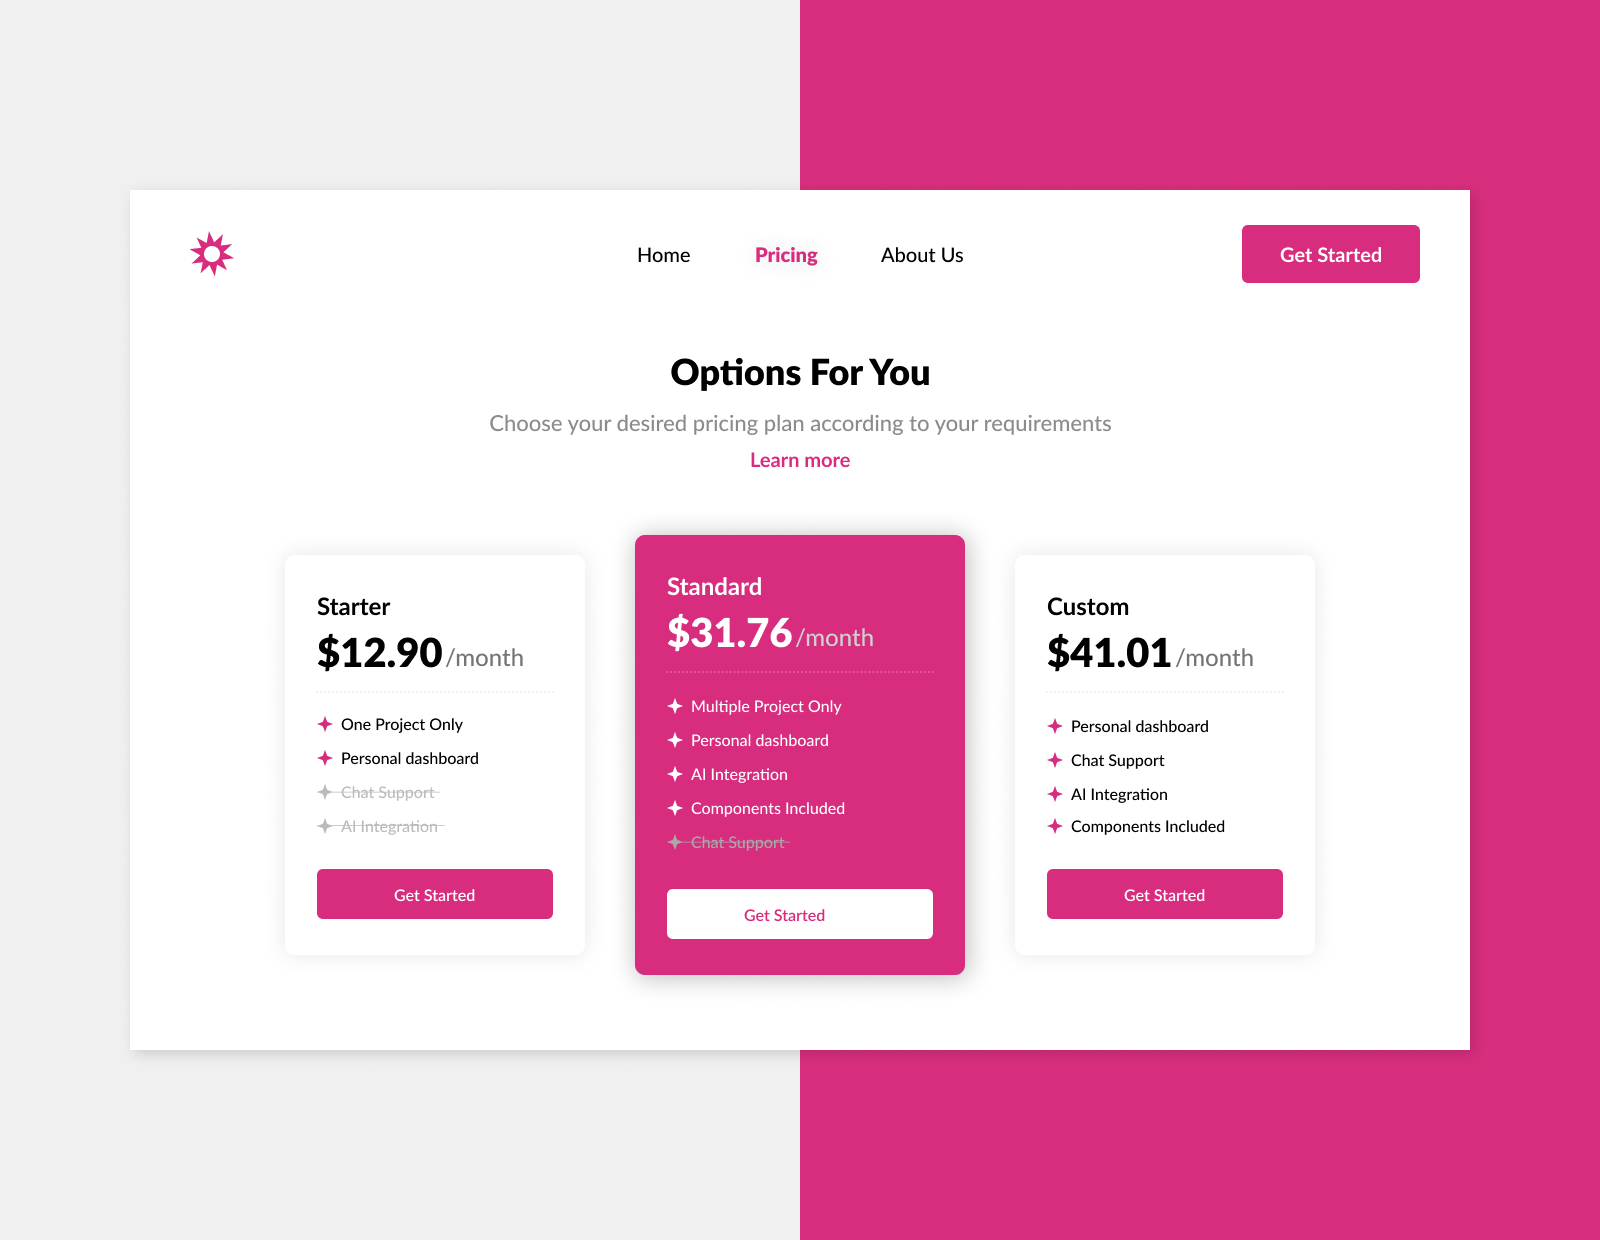 Home
Pricing
About Us
Get Started
Options For You
Choose your desired pricing plan according to your requirements
Learn more
Starter
$12.90/month
One Project Only
Personal dashboard
Chat Support
AI Integration
Get Started
Standard
$31.76/month
Multiple Project Only
Personal dashboard
AI Integration
Components Included
Chat Support
Get Started
Custom
$41.01/month
Personal dashboard
Chat Support
AI Integration
Components Included
Get Started